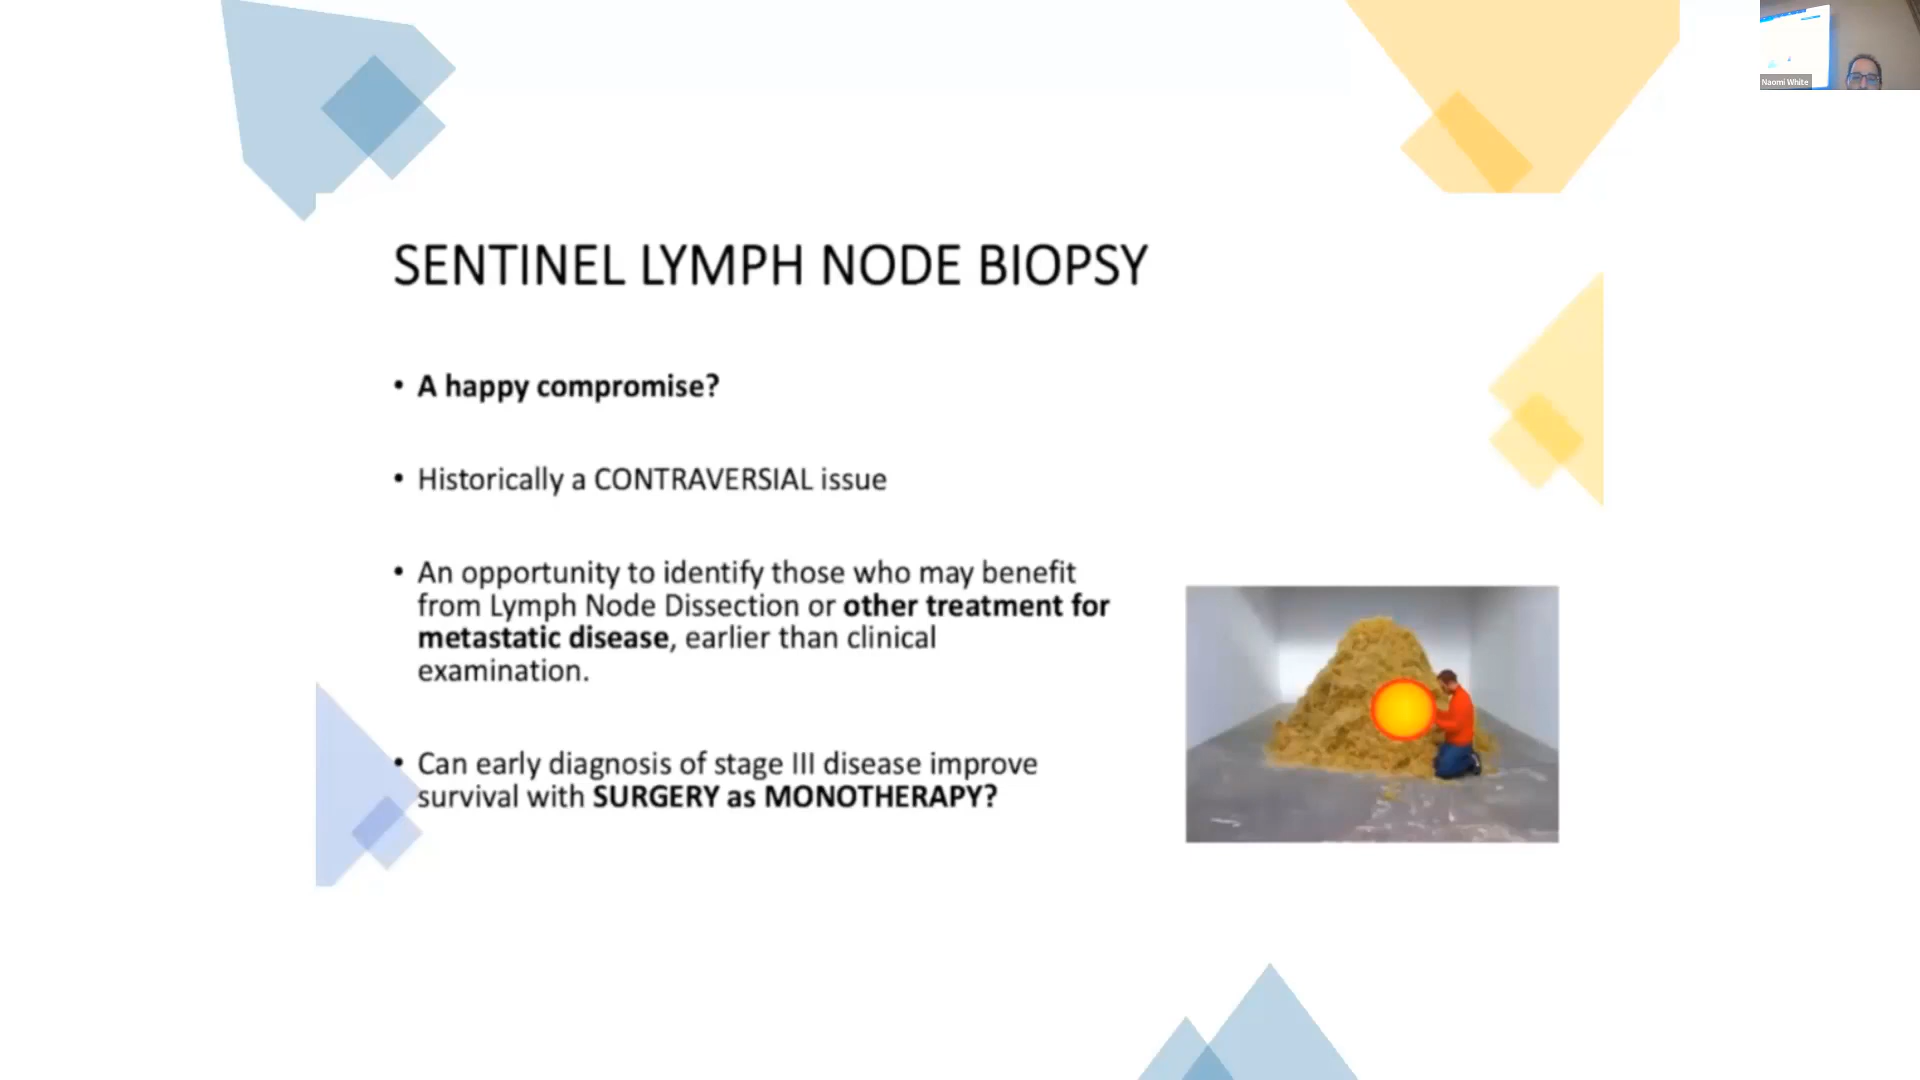 Naomi White
SENTINEL LYMPH NODE BIOPSY
• A happy compromise?
• Historically a CONTRAVERSIAL issue
• An opportunity to identify those who may benefit
from Lymph Node Dissection or other treatment for
metastatic disease, earlier than clinical
examination.
• Can early diagnosis of stage III disease improve
survival with SURGERY as MONOTHERAPY?